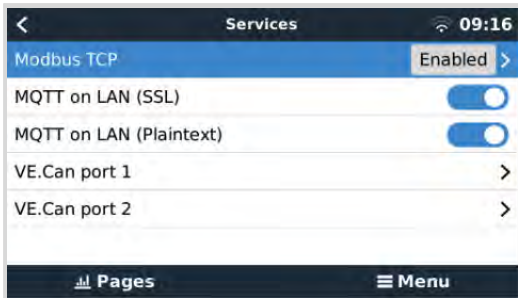 Services 09:16
Modbus TCP Enabled
MQTT on LAN (SSL)
MQTT on LAN (Plaintext)
VE.Can port 1
VE.Can port 2
Pages Menu